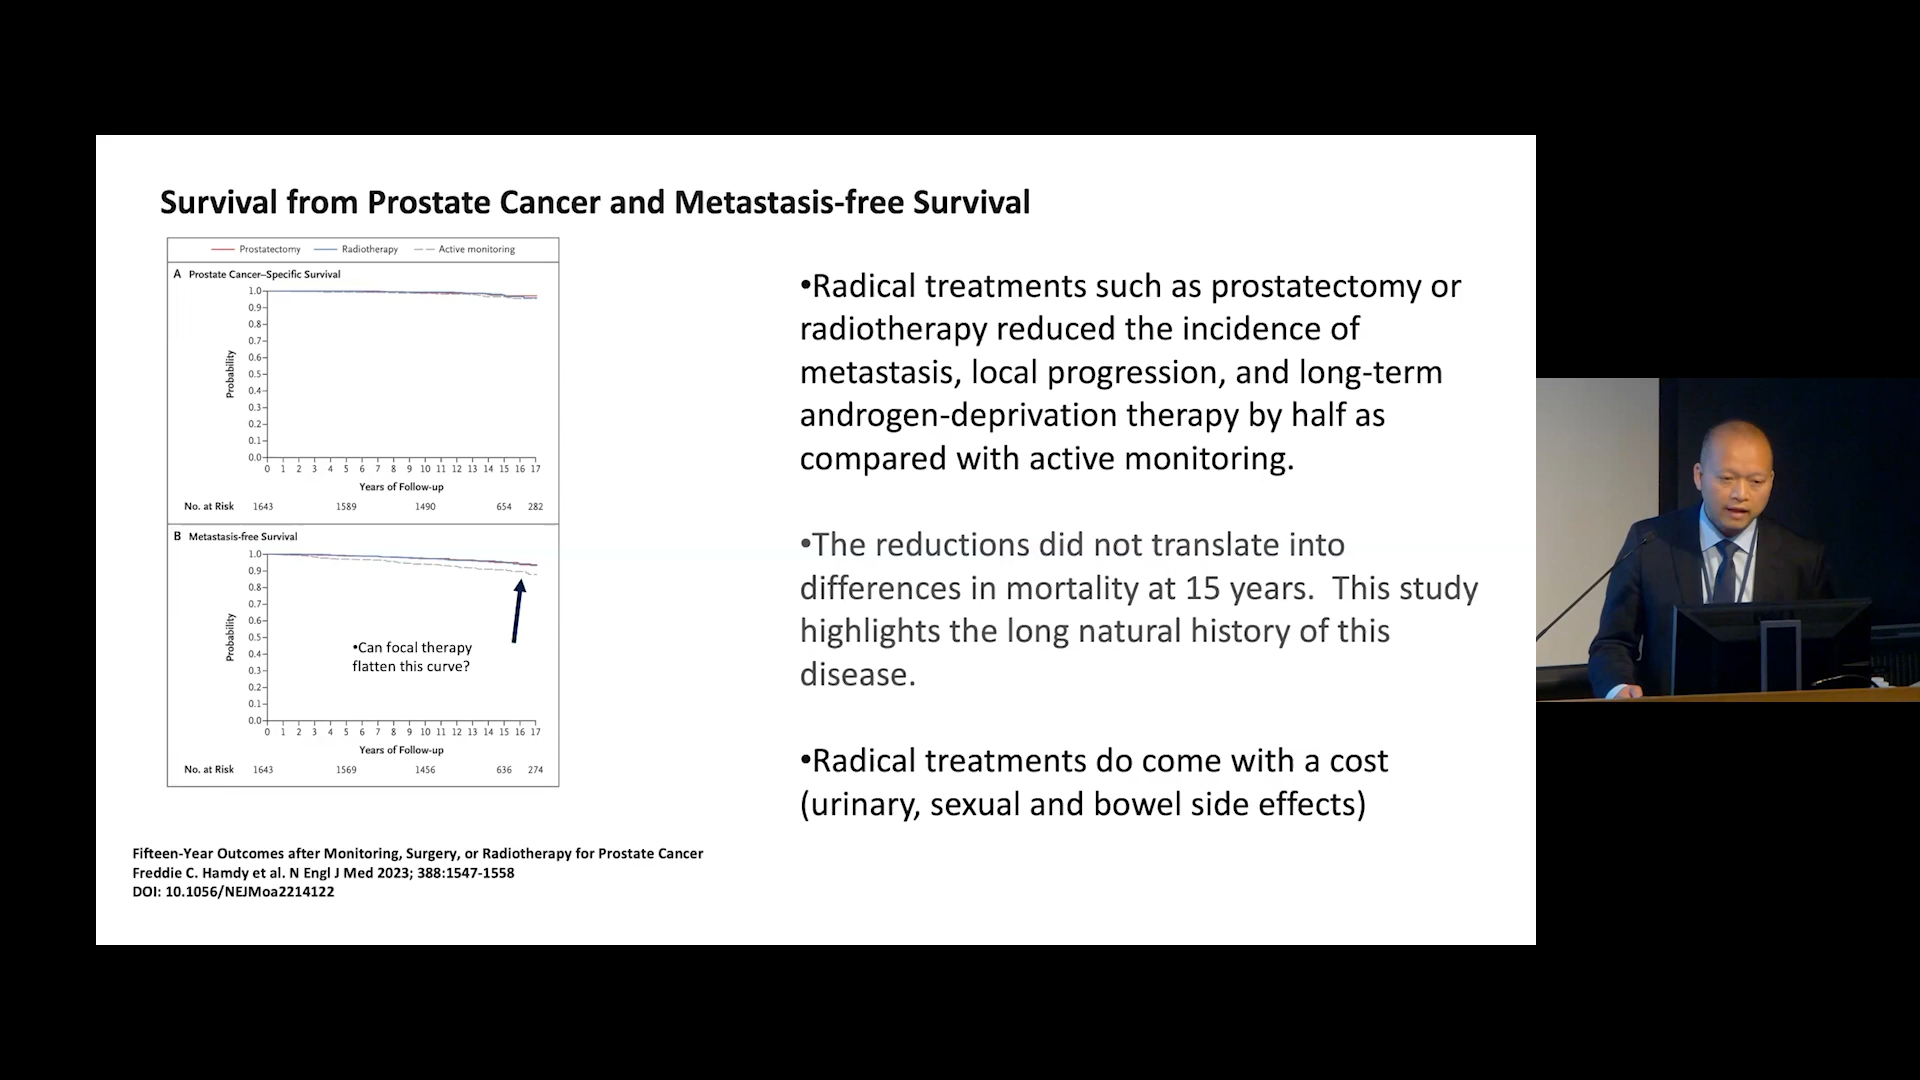 Survival from Prostate Cancer and Metastasis-free Survival
Prostatectomy Radiotherapy Active monitoring
A Prostate Cancer–Specific Survival
1.0
0.9
0.8
0.7
0.6
0.5
0.4
0.3
0.2
0.1
0.0
Probability
0 1 2 3 4 5 6 7 8 9 10 11 12 13 14 15 16 17
Years of Follow-up
No. at Risk 1643 1589 1490 654 282
B Metastasis-free Survival
1.0
0.9
0.8
0.7
0.6
0.5
0.4
0.3
0.2
0.1
0.0
Probability
•Can focal therapy
flatten this curve?
0 1 2 3 4 5 6 7 8 9 10 11 12 13 14 15 16 17
Years of Follow-up
No. at Risk 1643 1569 1456 636 274
•Radical treatments such as prostatectomy or
radiotherapy reduced the incidence of
metastasis, local progression, and long-term
androgen-deprivation therapy by half as
compared with active monitoring.
•The reductions did not translate into
differences in mortality at 15 years. This study
highlights the long natural history of this
disease.
•Radical treatments do come with a cost
(urinary, sexual and bowel side effects)
Fifteen-Year Outcomes after Monitoring, Surgery, or Radiotherapy for Prostate Cancer
Freddie C. Hamdy et al. N Engl J Med 2023; 388:1547-1558
DOI: 10.1056/NEJMoa2214122